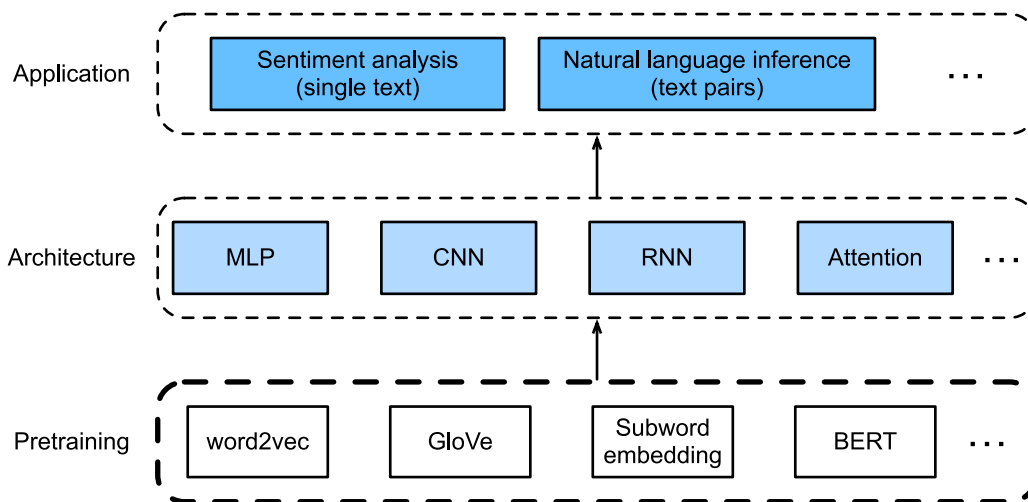 Application
Sentiment analysis
(single text)
Natural language inference
(text pairs)
...
Architecture
MLP
CNN
RNN
Attention
...
Pretraining
word2vec
GloVe
Subword
embedding
BERT
...